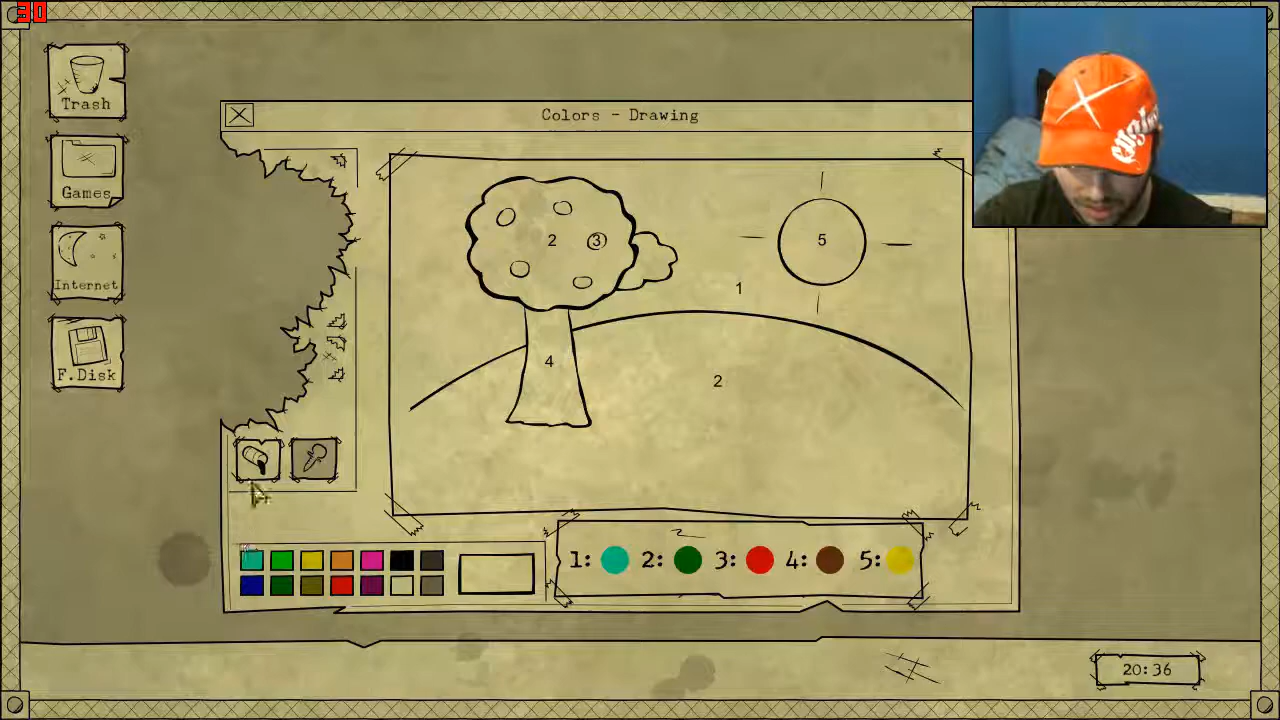 30
Trash
Games
Internet
F.Disk
Colors - Drawing
2
3
5
1
4
2
1: 2: 3: 4: 5:
20:36